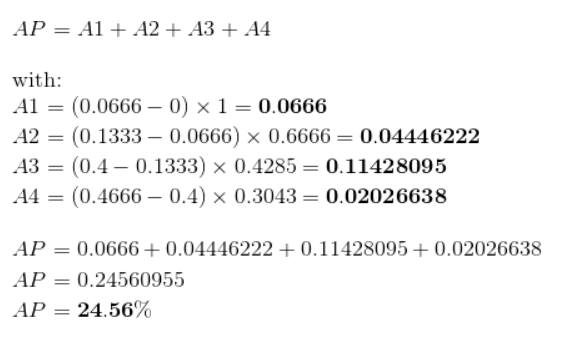 AP = A1 + A2 + A3 + A4
with:
A1 = (0.0666 − 0) × 1 = 0.0666
A2 = (0.1333 − 0.0666) × 0.6666 = 0.04446222
A3 = (0.4 − 0.1333) × 0.4285 = 0.11428095
A4 = (0.4666 − 0.4) × 0.3043 = 0.02026638
AP = 0.0666 + 0.04446222 + 0.11428095 + 0.02026638
AP = 0.24560955
AP = 24.56%